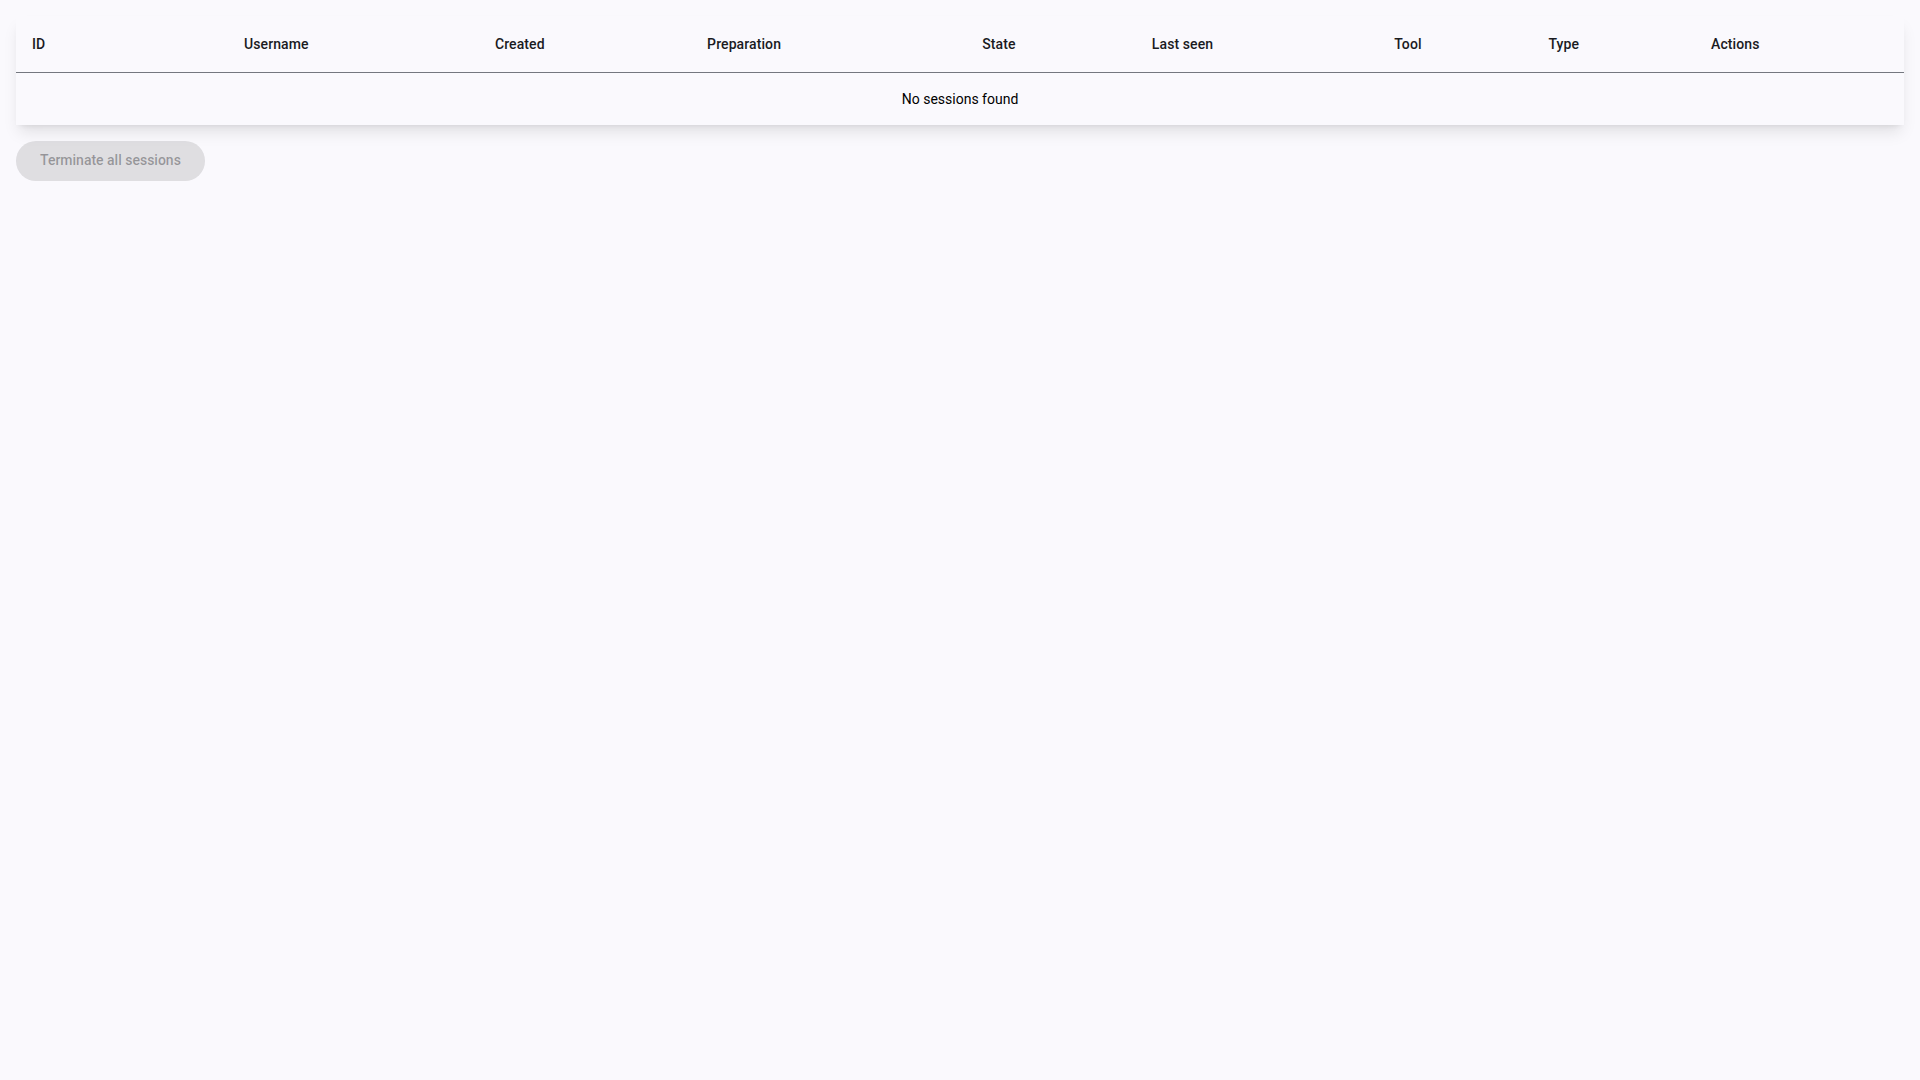 ID Username Created Preparation State Last seen Tool Type Actions
No sessions found
Terminate all sessions